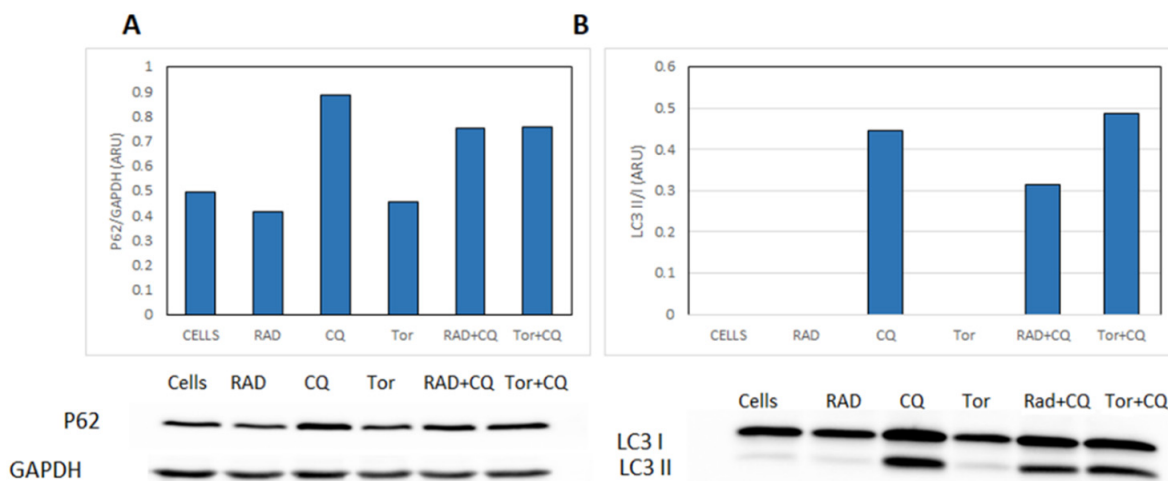 A
P62/GAPDH (ARU)
1
0.9
0.8
0.7
0.6
0.5
0.4
0.3
0.2
0.1
0
CELLS RAD CQ Tor RAD+CQ Tor+CQ
Cells RAD CQ Tor RAD+CQ Tor+CQ
P62
GAPDH
B
LC3 II/I (ARU)
0.6
0.5
0.4
0.3
0.2
0.1
0
CELLS RAD CQ Tor RAD+CQ Tor+CQ
Cells RAD CQ Tor Rad+CQ Tor+CQ
LC3 I
LC3 II